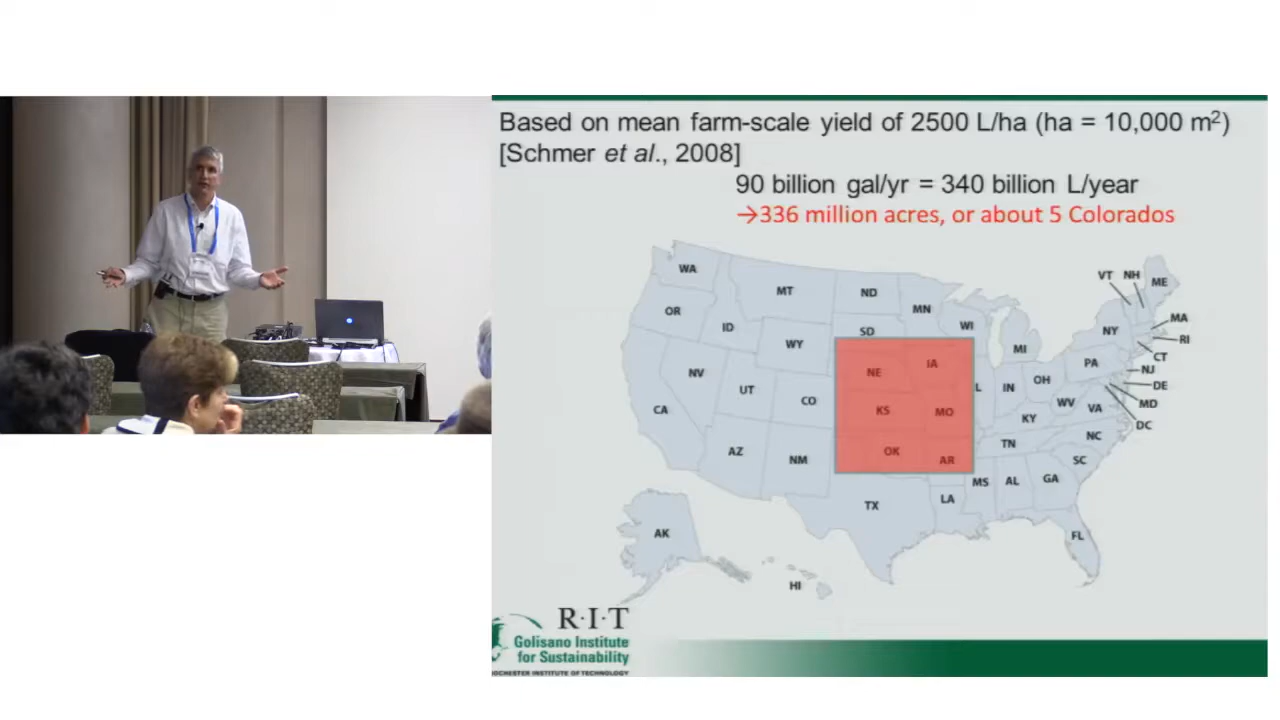 Based on mean farm-scale yield of 2500 L/ha (ha = 10,000 m²)
[Schmer et al., 2008]
90 billion gal/yr = 340 billion L/year
→336 million acres, or about 5 Colorados
WA
MT
ND
MN
VT
NH
ME
OR
ID
SD
WI
NY
MA
RI
WY
MI
CT
NV
NE
IA
PA
NJ
UT
CO
L
IN
OH
DE
CA
KS
MO
WV
VA
MD
KY
DC
AZ
NM
OK
AR
TN
NC
SC
MS
AL
GA
TX
LA
AK
FL
HI
R·I·T
Golisano Institute
for Sustainability
ROCHESTER INSTITUTE OF TECHNOLOGY